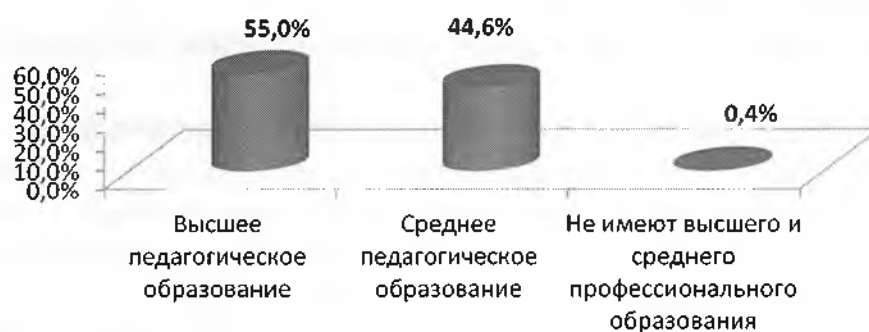 55,0%
44,6%
0,4%
60,0%
50,0%
40,0%
30,0%
20,0%
10,0%
0,0%
Высшее
педагогическое
образование
Среднее
педагогическое
образование
Не имеют высшего и
среднего
профессионального
образования